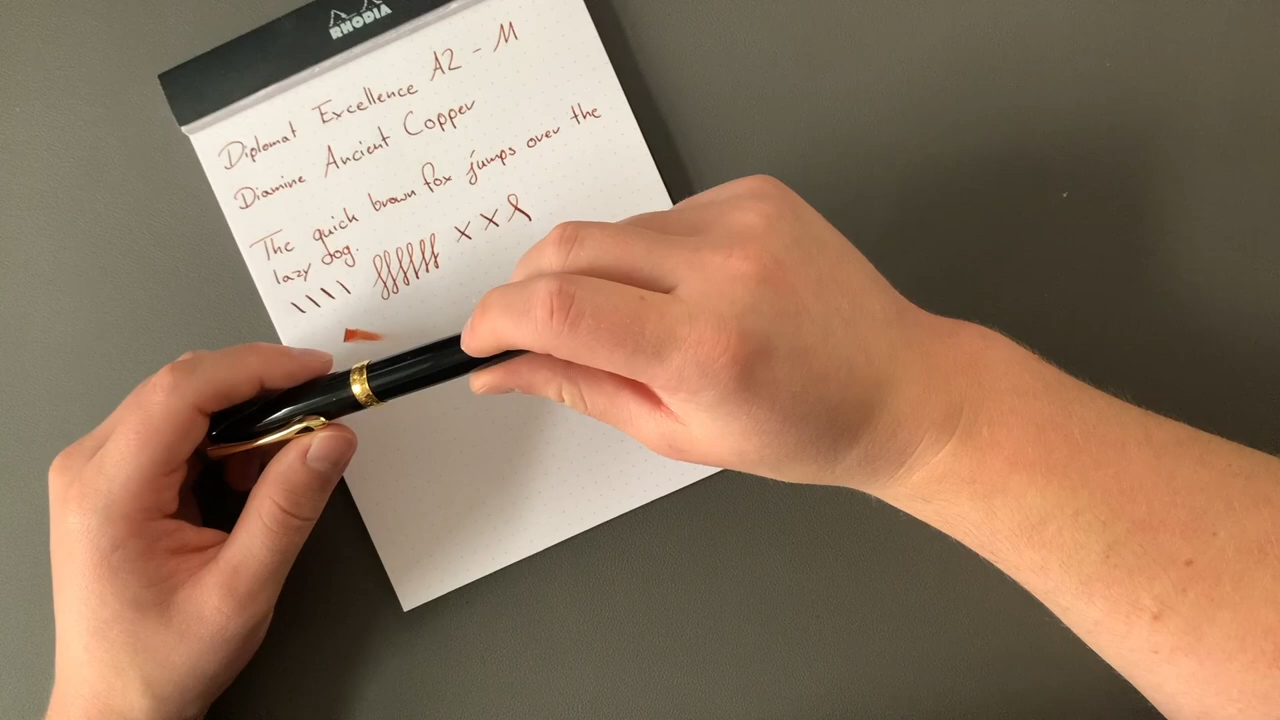 RHODIA
Diplomat Excellence A2 - M
Diamine Ancient Copper
The quick brown fox jumps over the
lazy dog.